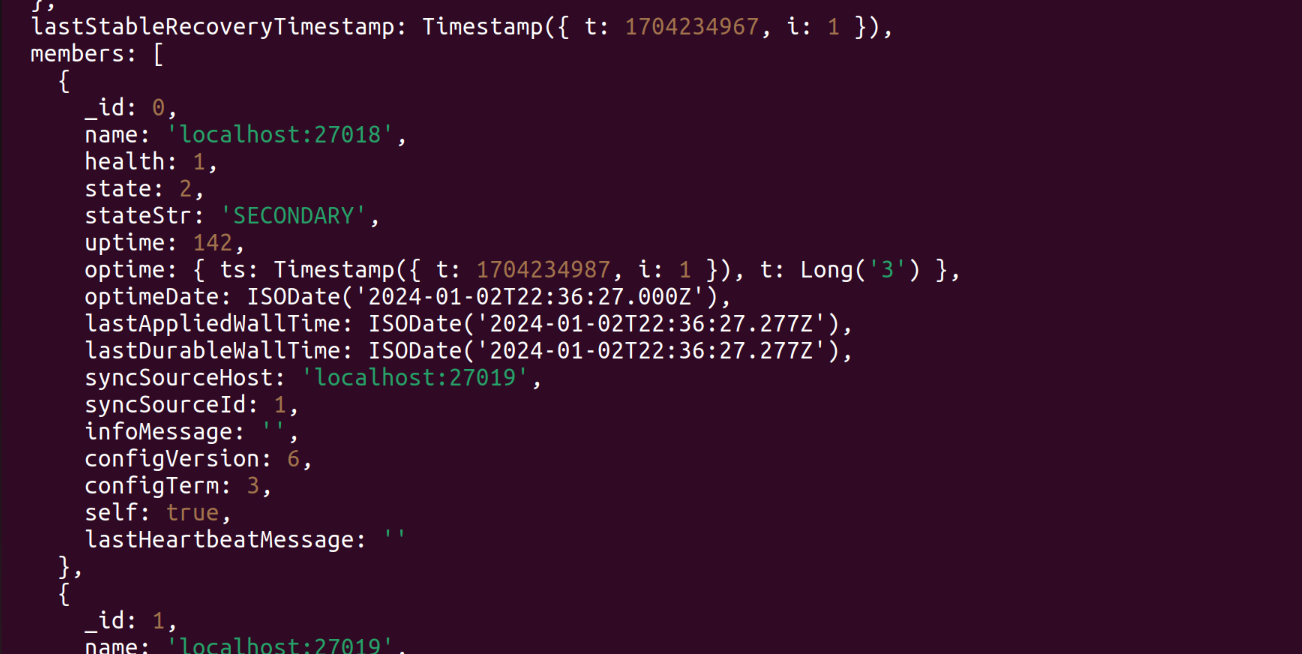 },
lastStableRecoveryTimestamp: Timestamp({ t: 1704234967, i: 1 }),
members: [
{
_id: 0,
name: 'localhost:27018',
health: 1,
state: 2,
stateStr: 'SECONDARY',
uptime: 142,
optime: { ts: Timestamp({ t: 1704234987, i: 1 }), t: Long('3') },
optimeDate: ISODate('2024-01-02T22:36:27.000Z'),
lastAppliedWallTime: ISODate('2024-01-02T22:36:27.277Z'),
lastDurableWallTime: ISODate('2024-01-02T22:36:27.277Z'),
syncSourceHost: 'localhost:27019',
syncSourceId: 1,
infoMessage: '',
configVersion: 6,
configTerm: 3,
self: true,
lastHeartbeatMessage: ''
},
{
_id: 1,
name: 'localhost:27019',